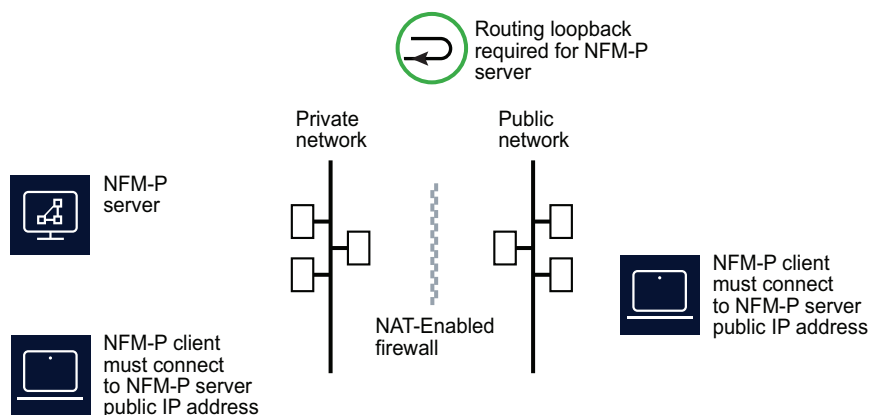 Routing loopback
required for NFM-P
server
Private
network
Public
network
NFM-P
server
NFM-P client
must connect
to NFM-P server
public IP address
NAT-Enabled
firewall
NFM-P client
must connect
to NFM-P server
public IP address